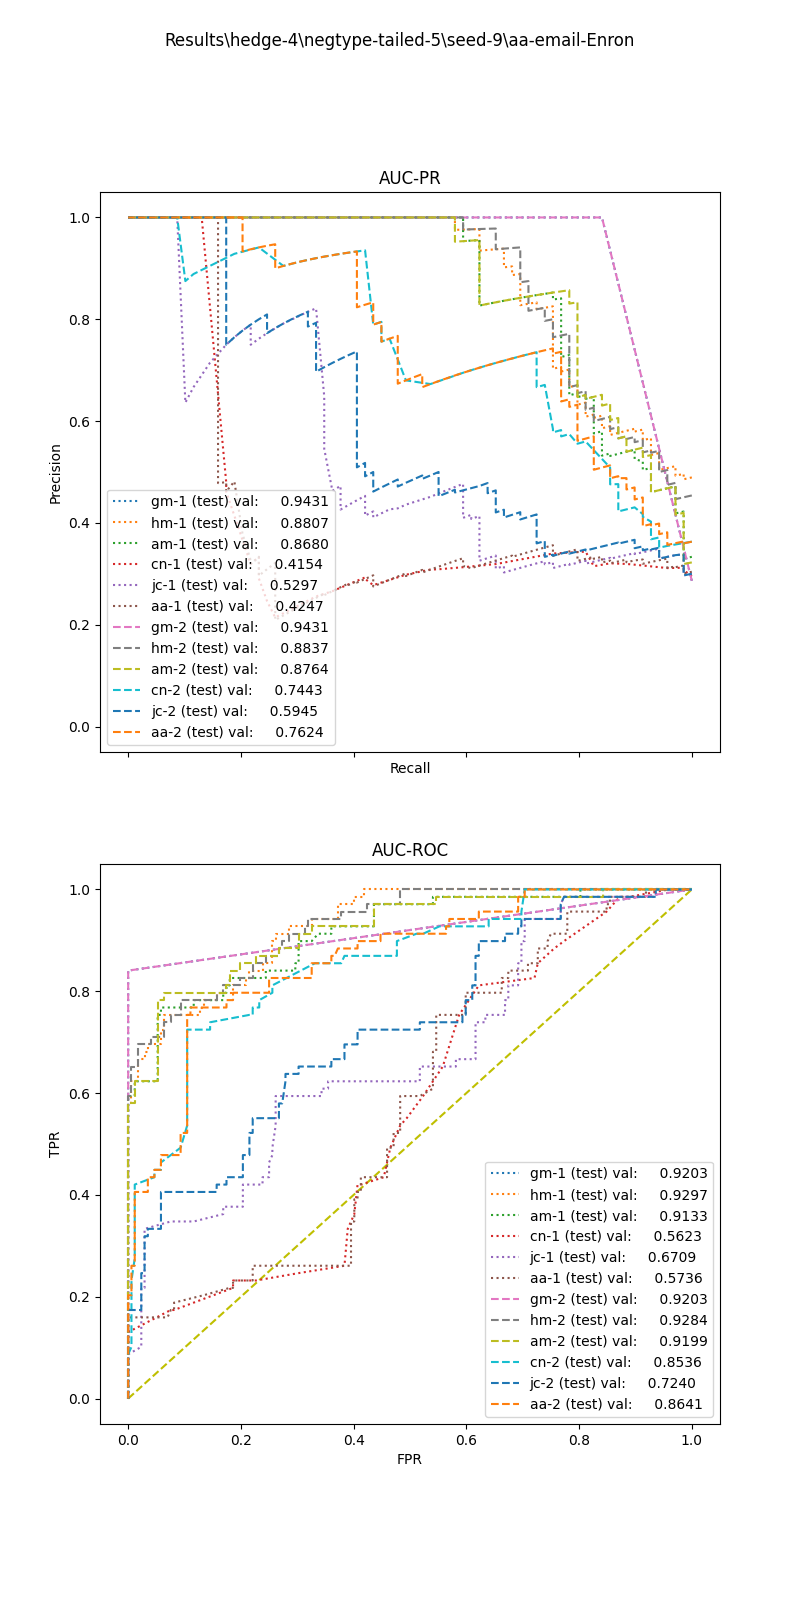 Results\hedge-4\negtype-tailed-5\seed-9\aa-email-Enron
AUC-PR
1.0
0.8
0.6
0.4
0.2
0.0
Precision
gm-1 (test) val: 0.9431
hm-1 (test) val: 0.8807
am-1 (test) val: 0.8680
cn-1 (test) val: 0.4154
jc-1 (test) val: 0.5297
aa-1 (test) val: 0.4247
gm-2 (test) val: 0.9431
hm-2 (test) val: 0.8837
am-2 (test) val: 0.8764
cn-2 (test) val: 0.7443
jc-2 (test) val: 0.5945
aa-2 (test) val: 0.7624
Recall
AUC-ROC
1.0
0.8
0.6
0.4
0.2
0.0
TPR
gm-1 (test) val: 0.9203
hm-1 (test) val: 0.9297
am-1 (test) val: 0.9133
cn-1 (test) val: 0.5623
jc-1 (test) val: 0.6709
aa-1 (test) val: 0.5736
gm-2 (test) val: 0.9203
hm-2 (test) val: 0.9284
am-2 (test) val: 0.9199
cn-2 (test) val: 0.8536
jc-2 (test) val: 0.7240
aa-2 (test) val: 0.8641
0.0 0.2 0.4 0.6 0.8 1.0
FPR